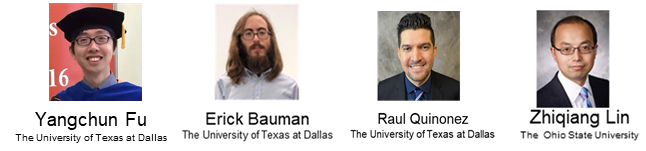 s
16
Yangchun Fu
The University of Texas at Dallas
Erick Bauman
The University of Texas at Dallas
Raul Quinonez
The University of Texas at Dallas
Zhiqiang Lin
The Ohio State University